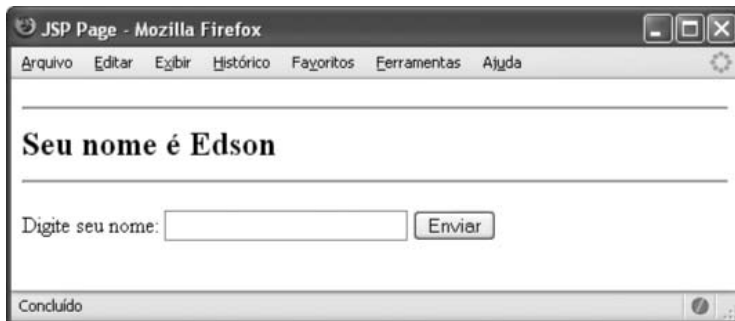 JSP Page - Mozilla Firefox
Arquivo Editar Exibir Histórico Favoritos Ferramentas Ajuda
Seu nome é Edson
Digite seu nome: Enviar
Concluído